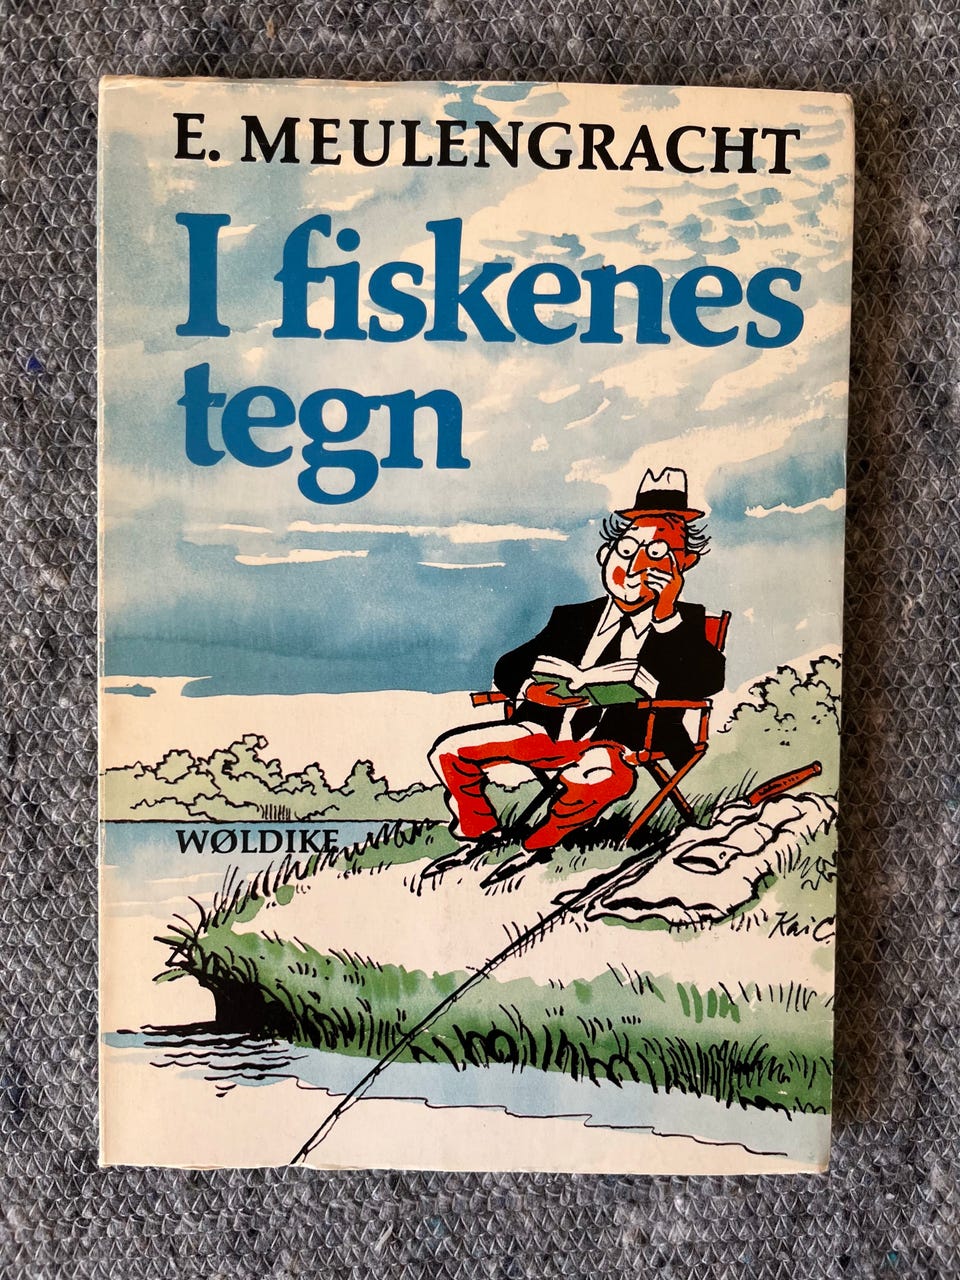 E. MEULENGRACHT
I fiskenes
tegn
WØLDIKE
Kai C.